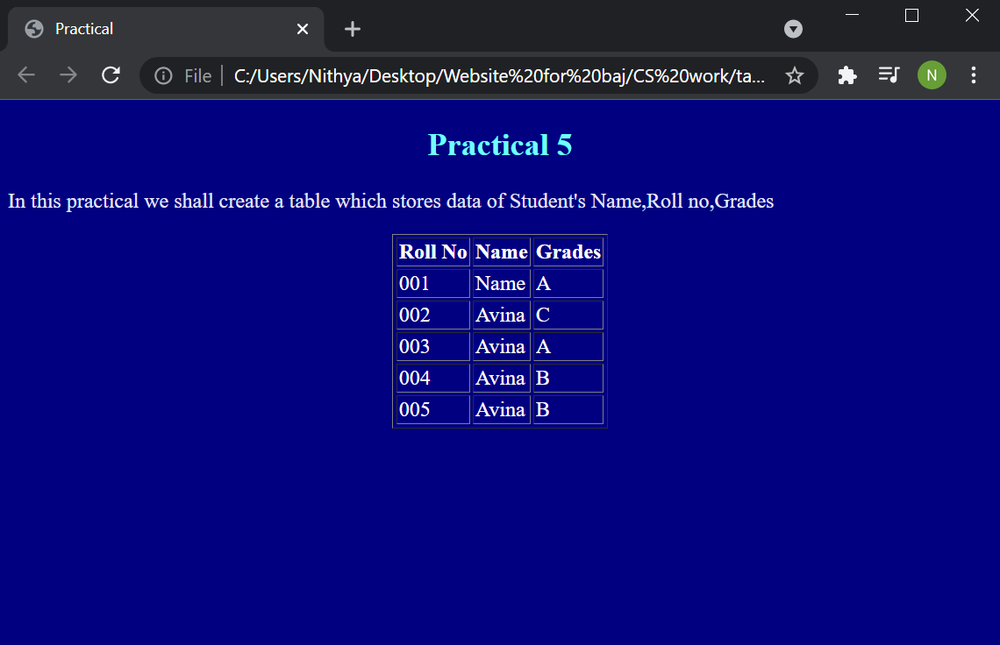 Practical
File C:/Users/Nithya/Desktop/Website%20for%20baj/CS%20work/ta...
N
Practical 5
In this practical we shall create a table which stores data of Student's Name,Roll no,Grades
Roll No Name Grades
001 Name A
002 Avina C
003 Avina A
004 Avina B
005 Avina B